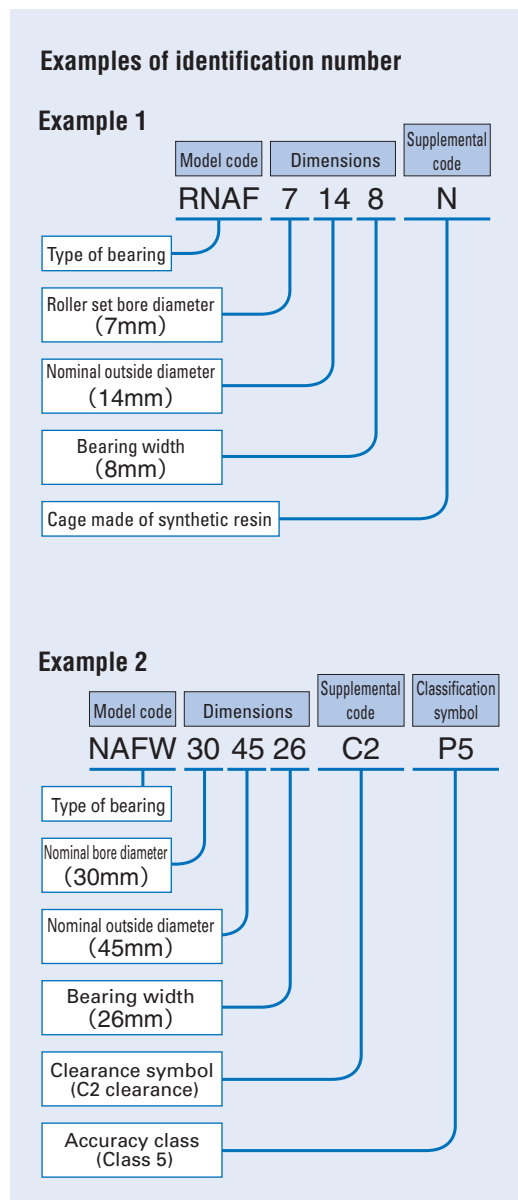 Examples of identification number
Example 1
Model code Dimensions Supplemental code
RNAF 7 14 8 N
Type of bearing
Roller set bore diameter
（7mm）
Nominal outside diameter
（14mm）
Bearing width
（8mm）
Cage made of synthetic resin
Example 2
Model code Dimensions Supplemental code Classification symbol
NAFW 30 45 26 C2 P5
Type of bearing
Nominal bore diameter
（30mm）
Nominal outside diameter
（45mm）
Bearing width
（26mm）
Clearance symbol
(C2 clearance)
Accuracy class
(Class 5)